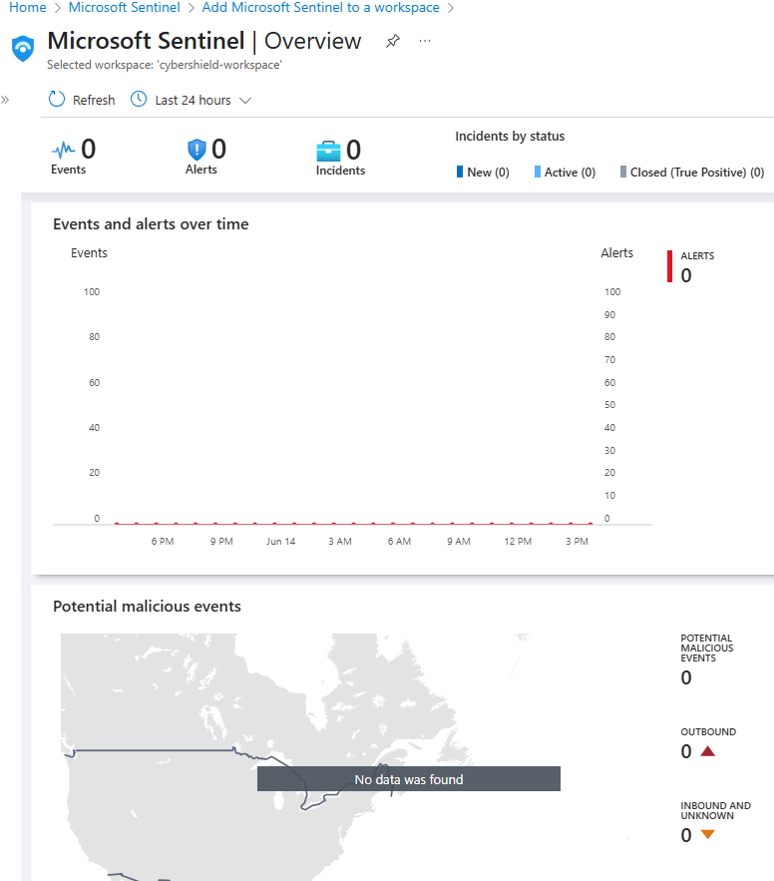 Home > Microsoft Sentinel > Add Microsoft Sentinel to a workspace >
Microsoft Sentinel | Overview ...
Selected workspace: 'cybershield-workspace'
» Refresh Last 24 hours
0 0 0
Events Alerts Incidents
Incidents by status
New (0) Active (0) Closed (True Positive) (0)
Events and alerts over time
Events Alerts
ALERTS
0
100 100
90
80 80
70
60 60
50
40 40
30
20 20
10
0 0
6 PM 9 PM Jun 14 3 AM 6 AM 9 AM 12 PM 3 PM
Potential malicious events
POTENTIAL
MALICIOUS
EVENTS
0
OUTBOUND
0
No data was found
INBOUND AND
UNKNOWN
0